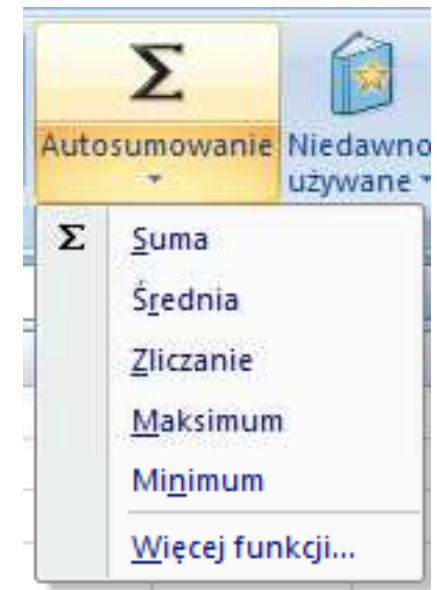 Autosumowanie
Niedawno
używane
Σ Suma
Średnia
Zliczanie
Maksimum
Minimum
Więcej funkcji...